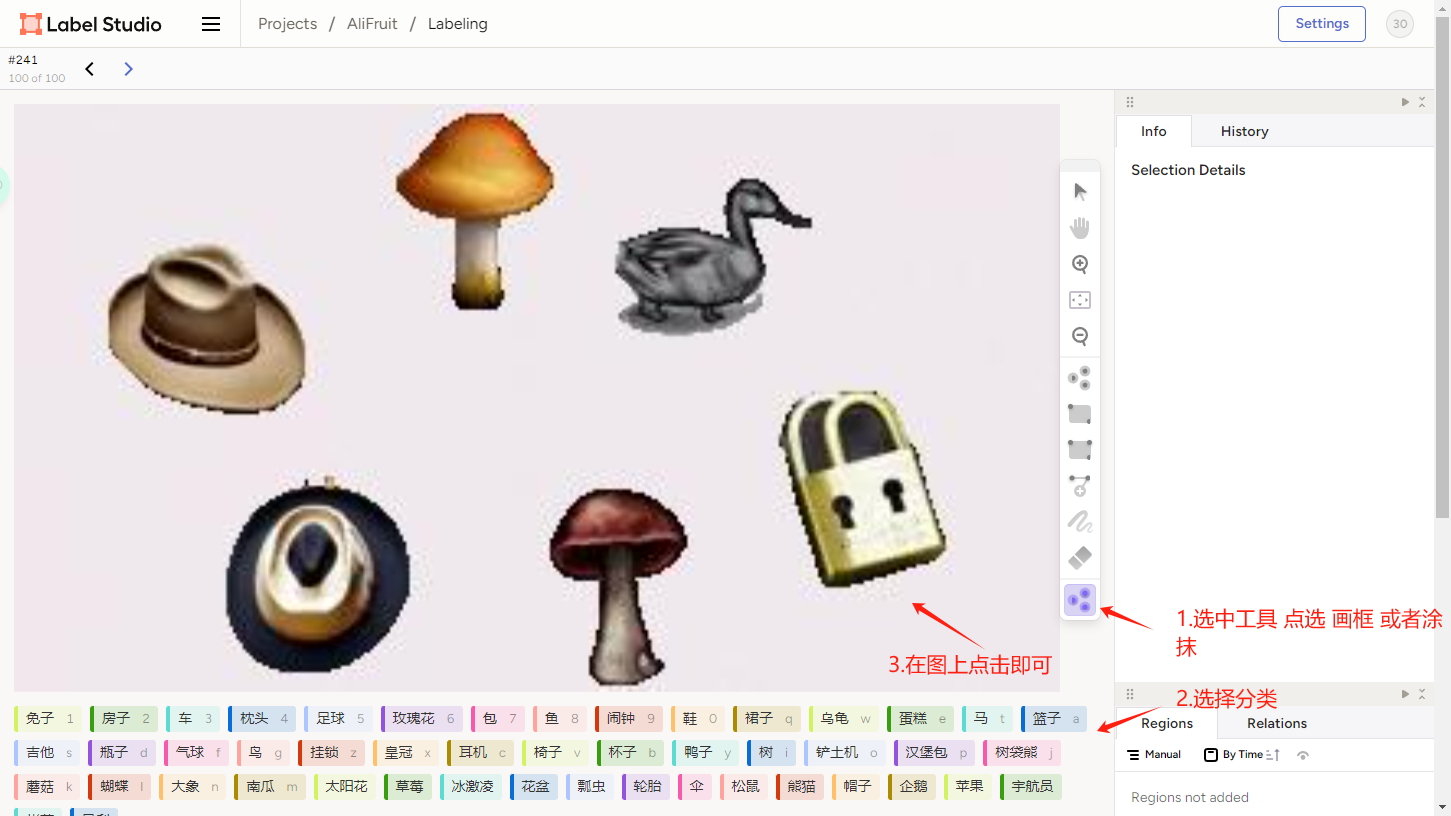 Label Studio
Projects / AliFruit / Labeling
Settings
30
#241
100 of 100
Info
History
Selection Details
1.选中工具 点选 画框 或者涂
抹
3.在图上点击即可
2.选择分类
兔子 1 房子 2 车 3 枕头 4 足球 5 玫瑰花 6 包 7 鱼 8 闹钟 9 鞋 0 裙子 q 乌龟 w 蛋糕 e 马 t 篮子 a
吉他 s 瓶子 d 气球 f 鸟 g 挂锁 z 皇冠 x 耳机 c 椅子 v 杯子 b 鸭子 y 树 i 铲土机 o 汉堡包 p 树袋熊 j
蘑菇 k 蝴蝶 l 大象 n 南瓜 m 太阳花 草莓 冰激凌 花盆 瓢虫 轮胎 伞 松鼠 熊猫 帽子 企鹅 苹果 宇航员
Regions
Relations
Manual
By Time
Regions not added